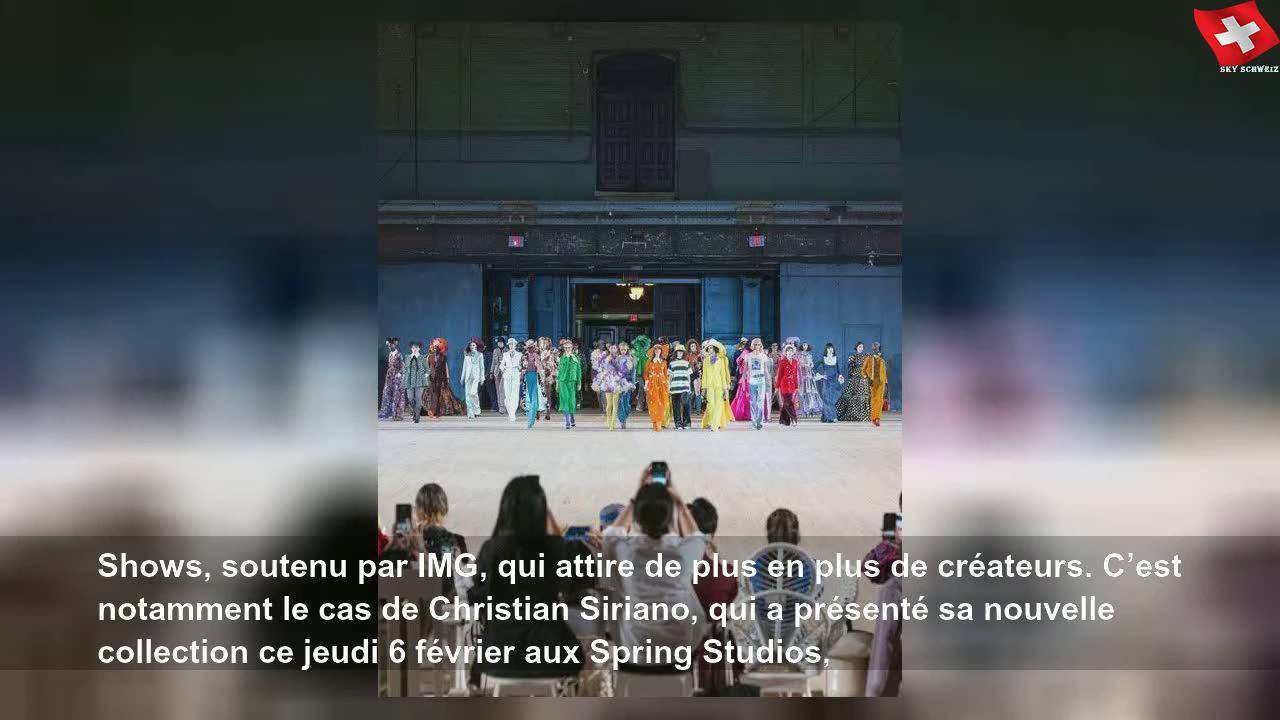 SKY SCHWEIZ
Shows, soutenu par IMG, qui attire de plus en plus de créateurs. C’est
notamment le cas de Christian Siriano, qui a présenté sa nouvelle
collection ce jeudi 6 février aux Spring Studios,